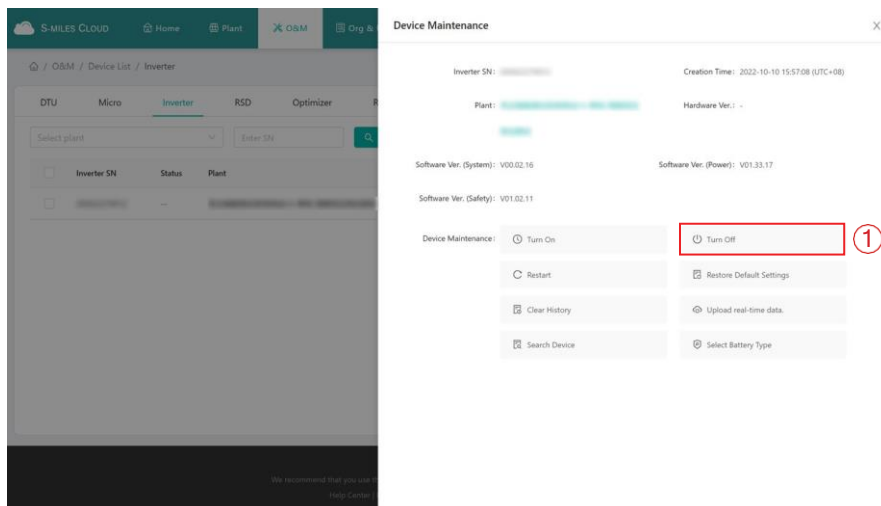 S-MILES CLOUD Home Plant O&M Org &
/ O&M / Device List / Inverter
DTU Micro Inverter RSD Optimizer
Select plant Enter SN
Inverter SN Status Plant
--
We recommend that you use
Help Center |
Device Maintenance X
Inverter SN: Creation Time: 2022-10-10 15:57:08 (UTC+08)
Plant: Hardware Ver.: -
Software Ver. (System): V00.02.16 Software Ver. (Power): V01.33.17
Software Ver. (Safety): V01.02.11
Device Maintenance: Turn On Turn Off 1
Restart Restore Default Settings
Clear History Upload real-time data.
Search Device Select Battery Type